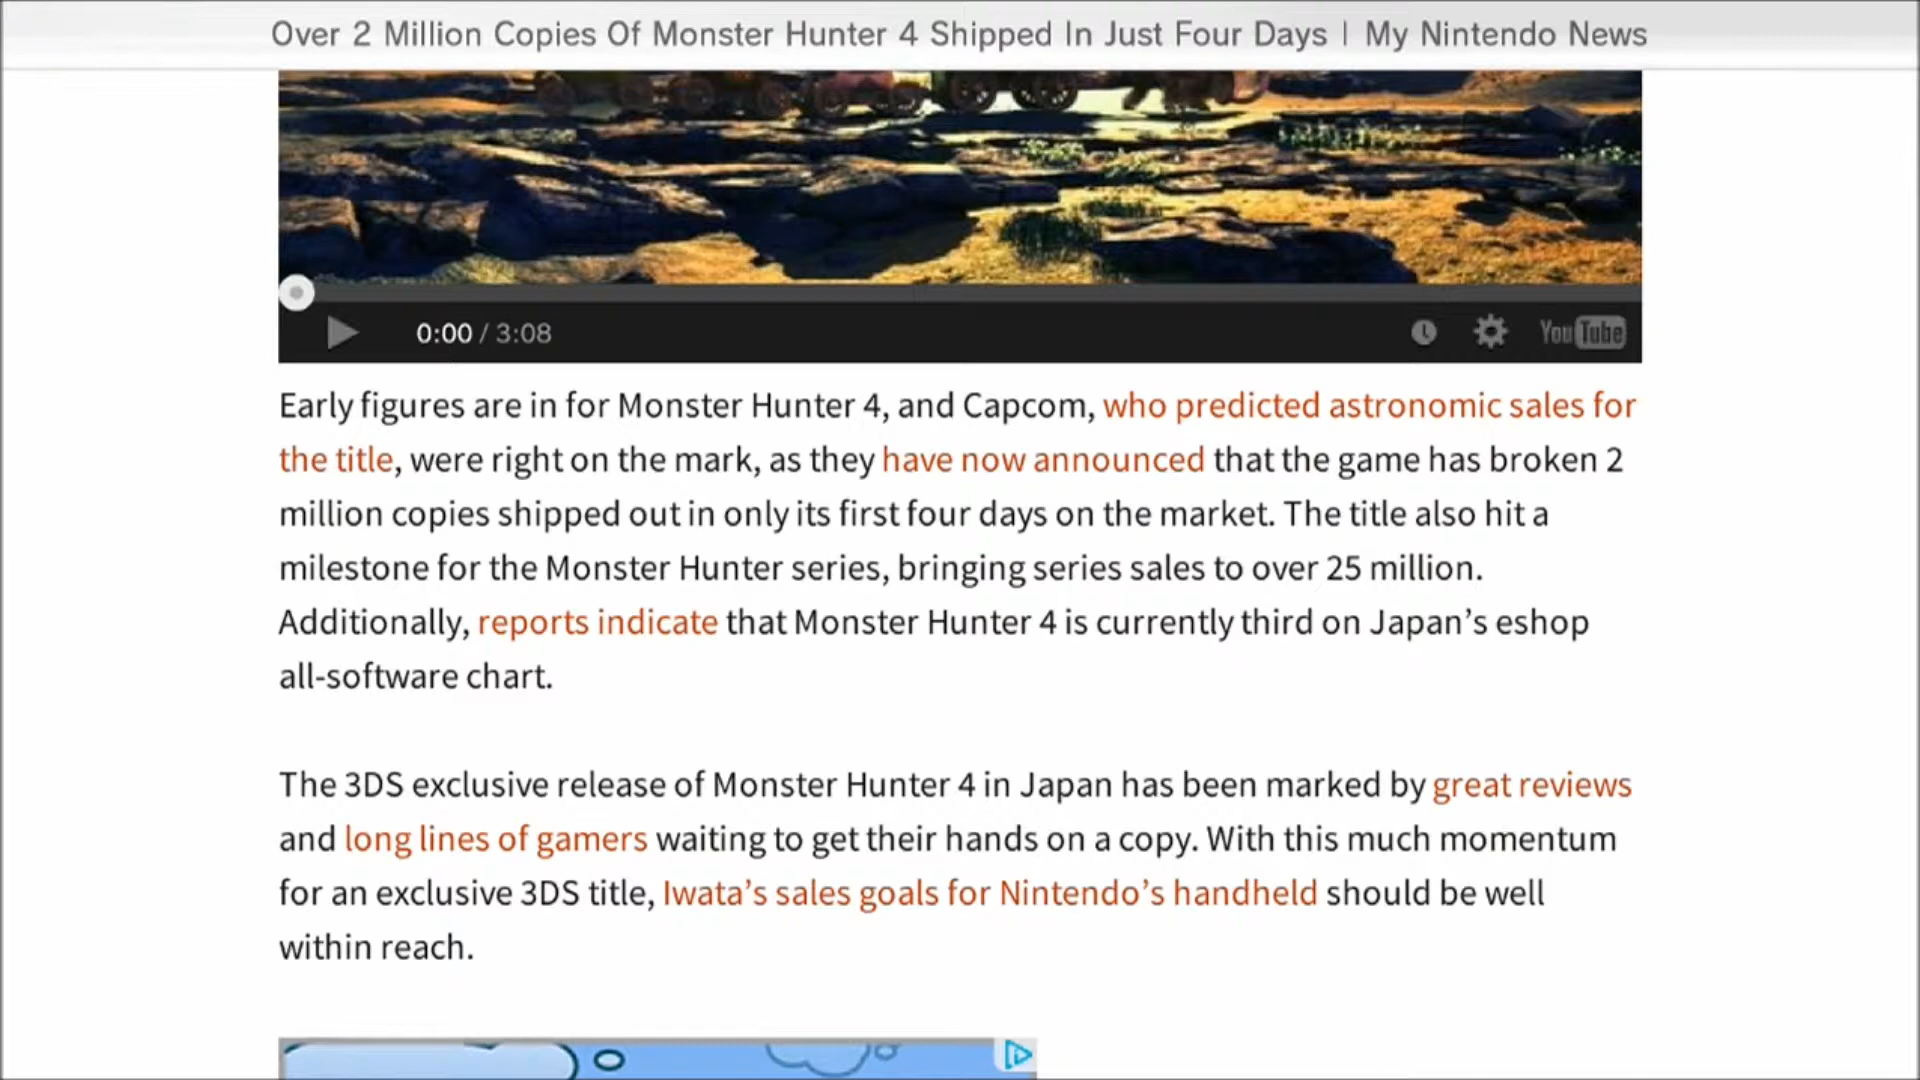 Over 2 Million Copies Of Monster Hunter 4 Shipped In Just Four Days | My Nintendo News
0:00 / 3:08
YouTube
Early figures are in for Monster Hunter 4, and Capcom, who predicted astronomic sales for
the title, were right on the mark, as they have now announced that the game has broken 2
million copies shipped out in only its first four days on the market. The title also hit a
milestone for the Monster Hunter series, bringing series sales to over 25 million.
Additionally, reports indicate that Monster Hunter 4 is currently third on Japan’s eshop
all-software chart.
The 3DS exclusive release of Monster Hunter 4 in Japan has been marked by great reviews
and long lines of gamers waiting to get their hands on a copy. With this much momentum
for an exclusive 3DS title, Iwata’s sales goals for Nintendo’s handheld should be well
within reach.